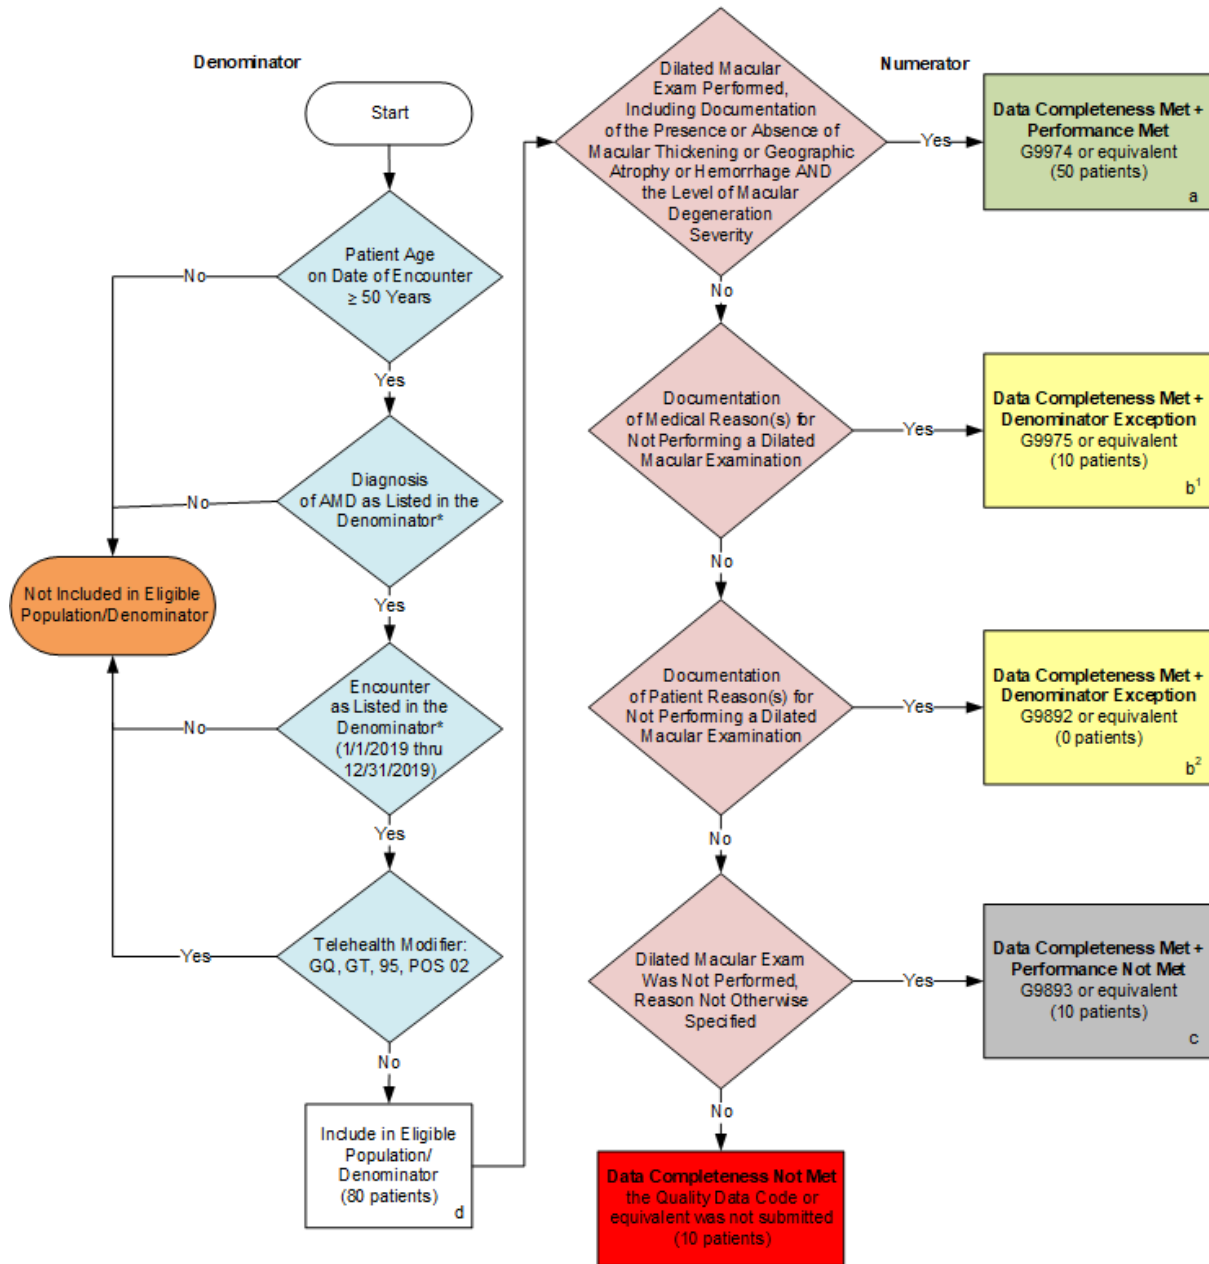 Denominator
Start
Patient Age
on Date of Encounter
≥ 50 Years
No
Yes
Diagnosis
of AMD as Listed in the
Denominator*
No
Yes
Not Included in Eligible
Population/Denominator
Encounter
as Listed in the
Denominator*
(1/1/2019 thru
12/31/2019)
No
Yes
Telehealth Modifier:
GQ, GT, 95, POS 02
Yes
No
Include in Eligible
Population/
Denominator
(80 patients)
d
Numerator
Dilated Macular
Exam Performed,
Including Documentation
of the Presence or Absence of
Macular Thickening or Geographic
Atrophy or Hemorrhage AND
the Level of Macular
Degeneration
Severity
Yes
Data Completeness Met +
Performance Met
G9974 or equivalent
(50 patients)
a
No
Documentation
of Medical Reason(s) for
Not Performing a Dilated
Macular Examination
Yes
Data Completeness Met +
Denominator Exception
G9975 or equivalent
(10 patients)
b¹
No
Documentation
of Patient Reason(s) for
Not Performing a Dilated
Macular Examination
Yes
Data Completeness Met +
Denominator Exception
G9892 or equivalent
(0 patients)
b²
No
Dilated Macular Exam
Was Not Performed,
Reason Not Otherwise
Specified
Yes
Data Completeness Met +
Performance Not Met
G9893 or equivalent
(10 patients)
c
No
Data Completeness Not Met
the Quality Data Code or
equivalent was not submitted
(10 patients)